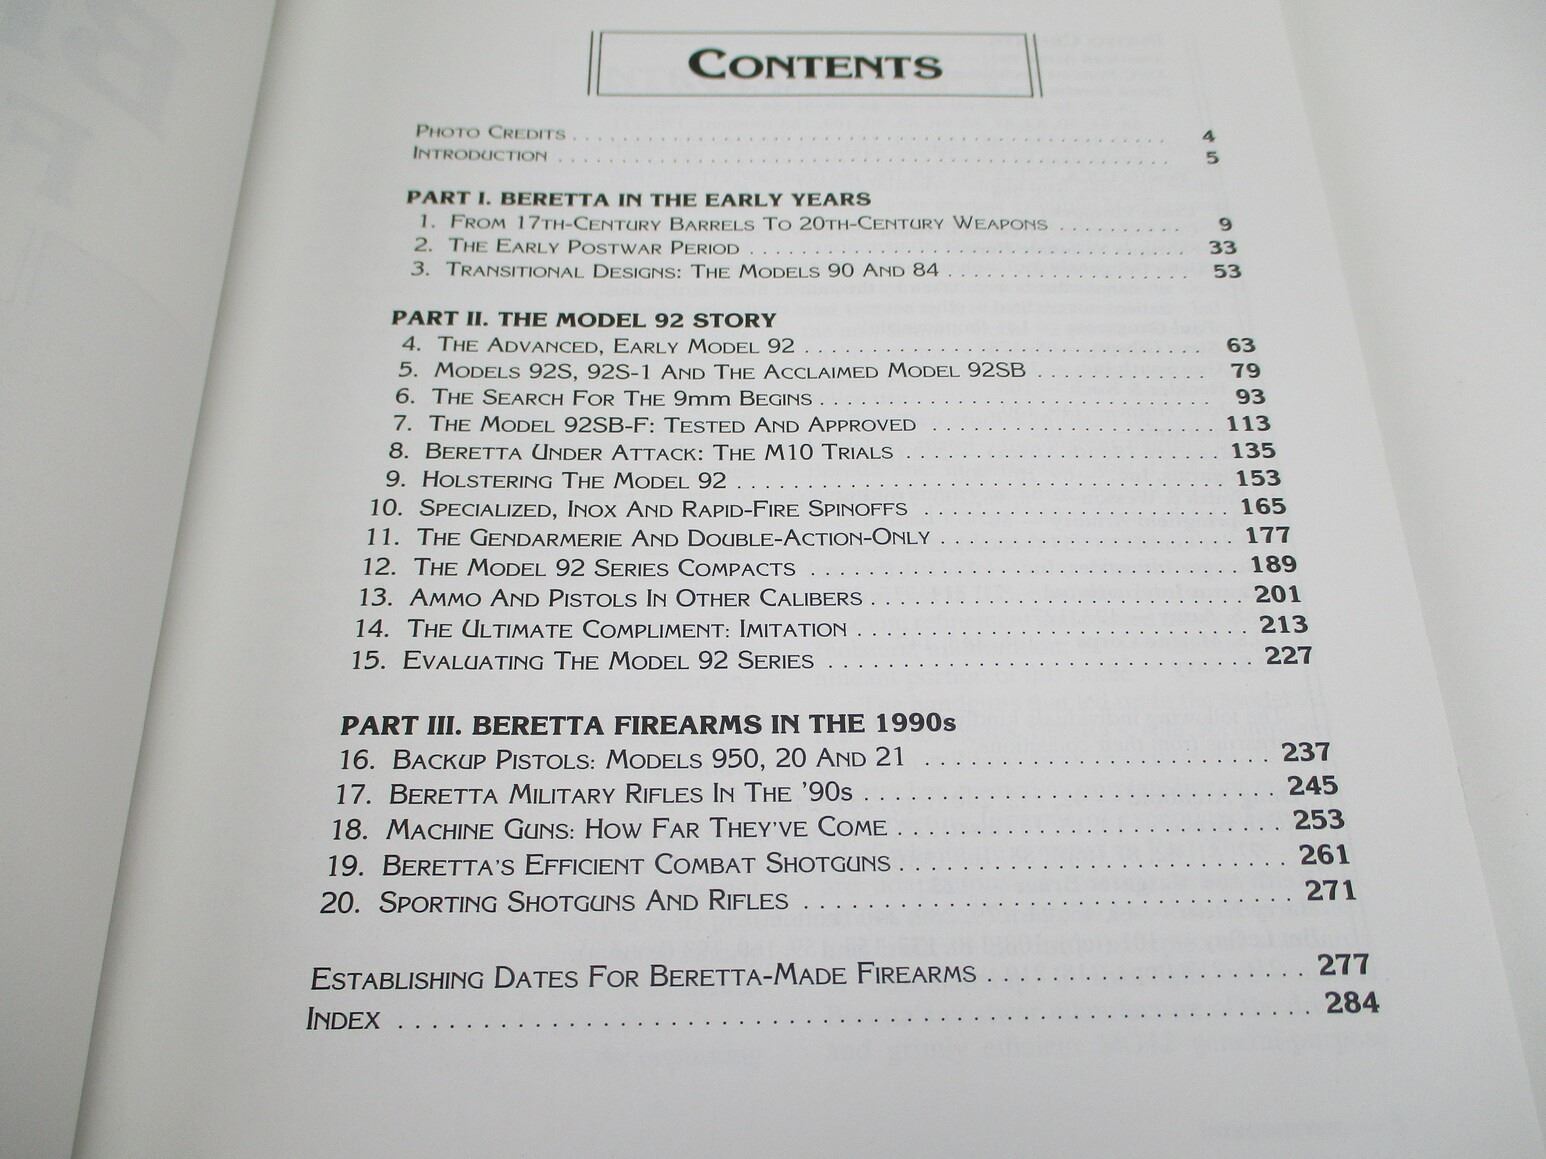 CONTENTS
PHOTO CREDITS . . . . . . . . . . . . . . . . . . . . . . . . . . . . . . 4
INTRODUCTION . . . . . . . . . . . . . . . . . . . . . . . . . . . . . . 5
PART I. BERETTA IN THE EARLY YEARS
1. FROM 17TH-CENTURY BARRELS TO 20TH-CENTURY WEAPONS . . . . . . . . . . 9
2. THE EARLY POSTWAR PERIOD . . . . . . . . . . . . . . . . . . . . 33
3. TRANSITIONAL DESIGNS: THE MODELS 90 AND 84 . . . . . . . . . . . . . . . 53
PART II. THE MODEL 92 STORY
4. THE ADVANCED, EARLY MODEL 92 . . . . . . . . . . . . . . . . . . . . 63
5. MODELS 92S, 92S-1 AND THE ACCLAIMED MODEL 92SB . . . . . . . . . . . . 79
6. THE SEARCH FOR THE 9mm BEGINS . . . . . . . . . . . . . . . . . . . . 93
7. THE MODEL 92SB-F: TESTED AND APPROVED . . . . . . . . . . . . . . . . 113
8. BERETTA UNDER ATTACK: THE M10 TRIALS . . . . . . . . . . . . . . . . 135
9. HOLSTERING THE MODEL 92 . . . . . . . . . . . . . . . . . . . . 153
10. SPECIALIZED, INOX AND RAPID-FIRE SPINOFFS . . . . . . . . . . . . . . . 165
11. THE GENDARMERIE AND DOUBLE-ACTION-ONLY . . . . . . . . . . . . . . . 177
12. THE MODEL 92 SERIES COMPACTS . . . . . . . . . . . . . . . . . . . . 189
13. AMMO AND PISTOLS IN OTHER CALIBERS . . . . . . . . . . . . . . . . . 201
14. THE ULTIMATE COMPLIMENT: IMITATION . . . . . . . . . . . . . . . . . 213
15. EVALUATING THE MODEL 92 SERIES . . . . . . . . . . . . . . . . . . . 227
PART III. BERETTA FIREARMS IN THE 1990s
16. BACKUP PISTOLS: MODELS 950, 20 AND 21 . . . . . . . . . . . . . . . 237
17. BERETTA MILITARY RIFLES IN THE '90s . . . . . . . . . . . . . . . . . 245
18. MACHINE GUNS: HOW FAR THEY'VE COME . . . . . . . . . . . . . . . . 253
19. BERETTA'S EFFICIENT COMBAT SHOTGUNS . . . . . . . . . . . . . . . . 261
20. SPORTING SHOTGUNS AND RIFLES . . . . . . . . . . . . . . . . . . . 271
ESTABLISHING DATES FOR BERETTA-MADE FIREARMS . . . . . . . . . . . . . . 277
INDEX . . . . . . . . . . . . . . . . . . . . . . . . . . . . . . 284